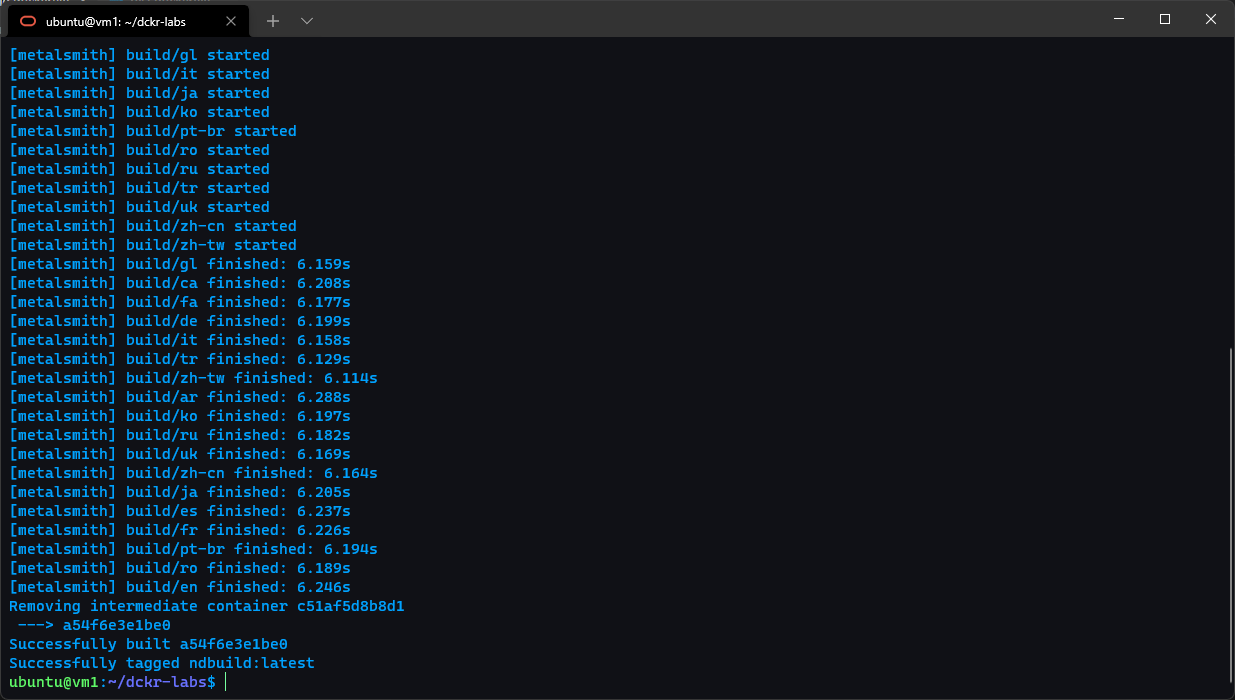 ubuntu@vm1: ~/dckr-labs
[metalsmith] build/gl started
[metalsmith] build/it started
[metalsmith] build/ja started
[metalsmith] build/ko started
[metalsmith] build/pt-br started
[metalsmith] build/ro started
[metalsmith] build/ru started
[metalsmith] build/tr started
[metalsmith] build/uk started
[metalsmith] build/zh-cn started
[metalsmith] build/zh-tw started
[metalsmith] build/gl finished: 6.159s
[metalsmith] build/ca finished: 6.208s
[metalsmith] build/fa finished: 6.177s
[metalsmith] build/de finished: 6.199s
[metalsmith] build/it finished: 6.158s
[metalsmith] build/tr finished: 6.129s
[metalsmith] build/zh-tw finished: 6.114s
[metalsmith] build/ar finished: 6.288s
[metalsmith] build/ko finished: 6.197s
[metalsmith] build/ru finished: 6.182s
[metalsmith] build/uk finished: 6.169s
[metalsmith] build/zh-cn finished: 6.164s
[metalsmith] build/ja finished: 6.205s
[metalsmith] build/es finished: 6.237s
[metalsmith] build/fr finished: 6.226s
[metalsmith] build/pt-br finished: 6.194s
[metalsmith] build/ro finished: 6.189s
[metalsmith] build/en finished: 6.246s
Removing intermediate container c51af5d8b8d1
 ---> a54f6e3e1be0
Successfully built a54f6e3e1be0
Successfully tagged ndbuild:latest
ubuntu@vm1:~/dckr-labs$